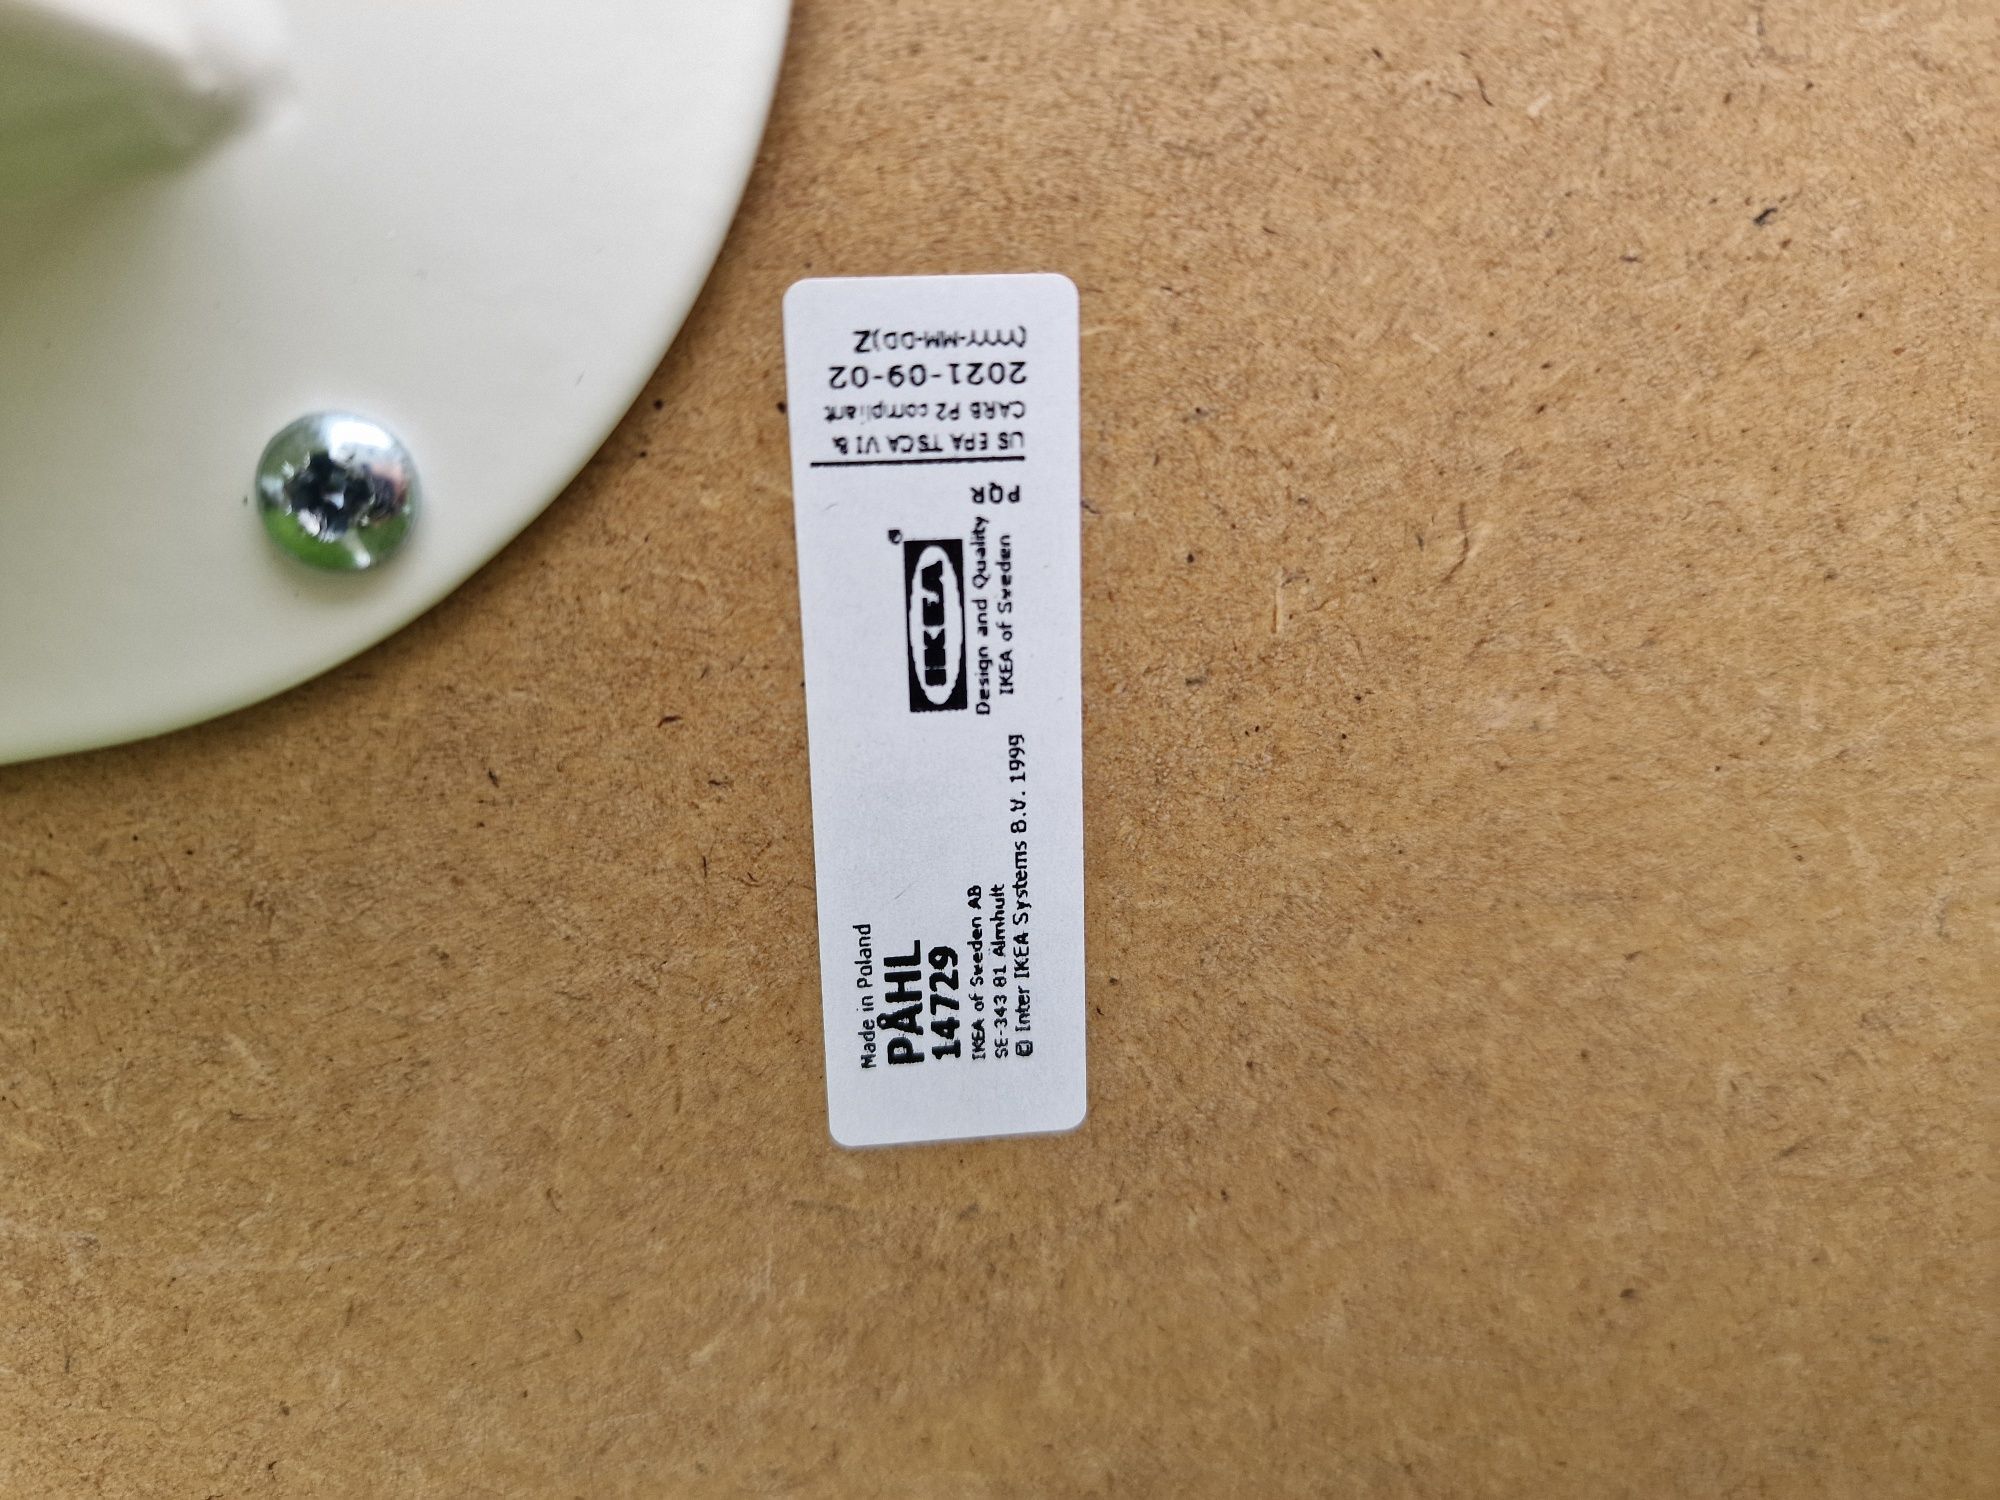 Made in Poland
PÅHL
14729
IKEA of Sweden AB
SE-343 81 Älmhult
© Inter IKEA Systems B.V. 1999
IKEA®
Design and Quality
IKEA of Sweden
PQR
US EPA TSCA VI &
CARB P2 compliant
2021-09-02
(YYYY-MM-DD)Z